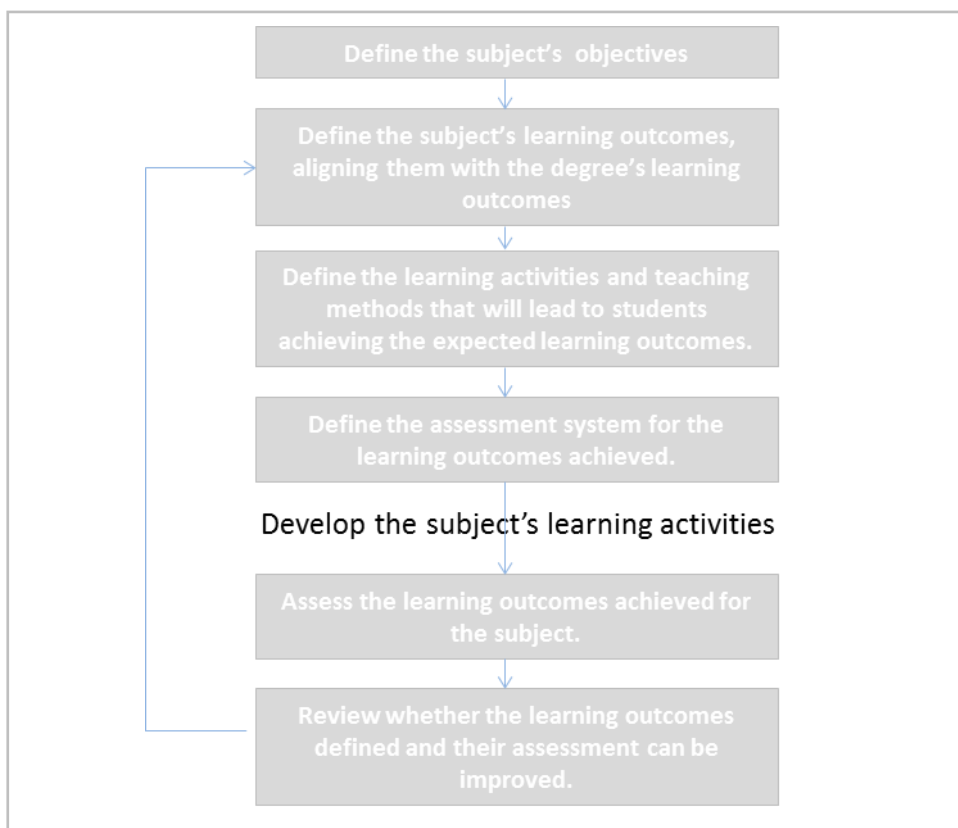 Define the subject's  objectives
Define the subject's learning outcomes,
aligning them with the degree's learning
outcomes
Define the learning activities and teaching
methods that will lead to students
achieving the expected learning outcomes.
Define the assessment system for the
learning outcomes achieved.
Develop the subject's learning activities
Assess the learning outcomes achieved for
the subject.
Review whether the learning outcomes
defined and their assessment can be
improved.